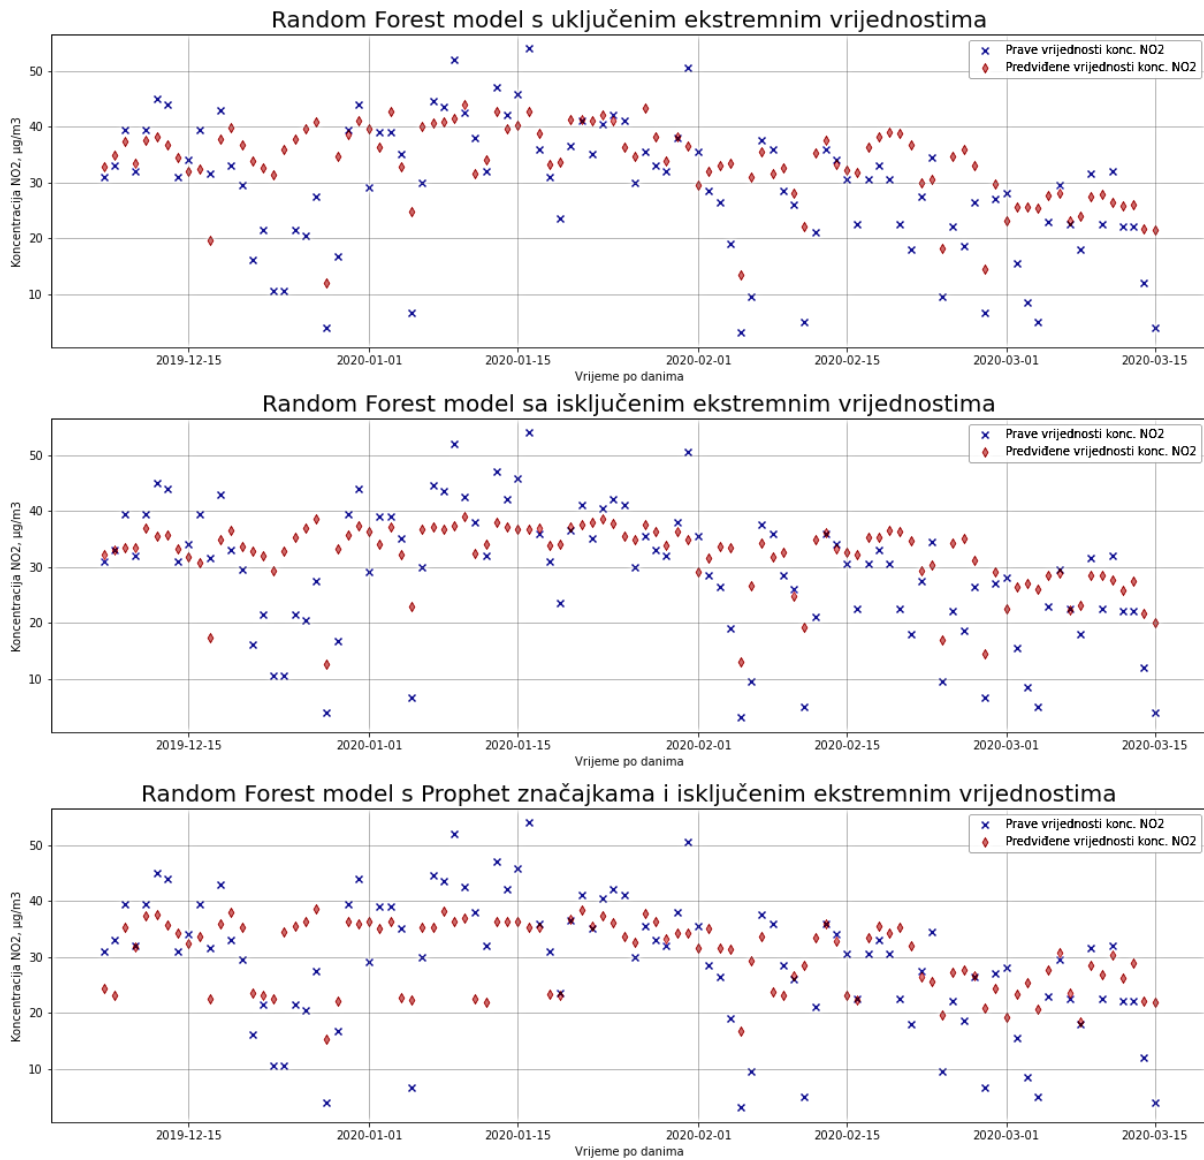 Random Forest model s uključenim ekstremnim vrijednostima
Prave vrijednosti konc. NO2
Predviđene vrijednosti konc. NO2
Koncentracija NO2, µg/m3
50
40
30
20
10
2019-12-15
2020-01-01
2020-01-15
2020-02-01
2020-02-15
2020-03-01
2020-03-15
Vrijeme po danima
Random Forest model sa isključenim ekstremnim vrijednostima
Prave vrijednosti konc. NO2
Predviđene vrijednosti konc. NO2
Koncentracija NO2, µg/m3
50
40
30
20
10
2019-12-15
2020-01-01
2020-01-15
2020-02-01
2020-02-15
2020-03-01
2020-03-15
Vrijeme po danima
Random Forest model s Prophet značajkama i isključenim ekstremnim vrijednostima
Prave vrijednosti konc. NO2
Predviđene vrijednosti konc. NO2
Koncentracija NO2, µg/m3
50
40
30
20
10
2019-12-15
2020-01-01
2020-01-15
2020-02-01
2020-02-15
2020-03-01
2020-03-15
Vrijeme po danima